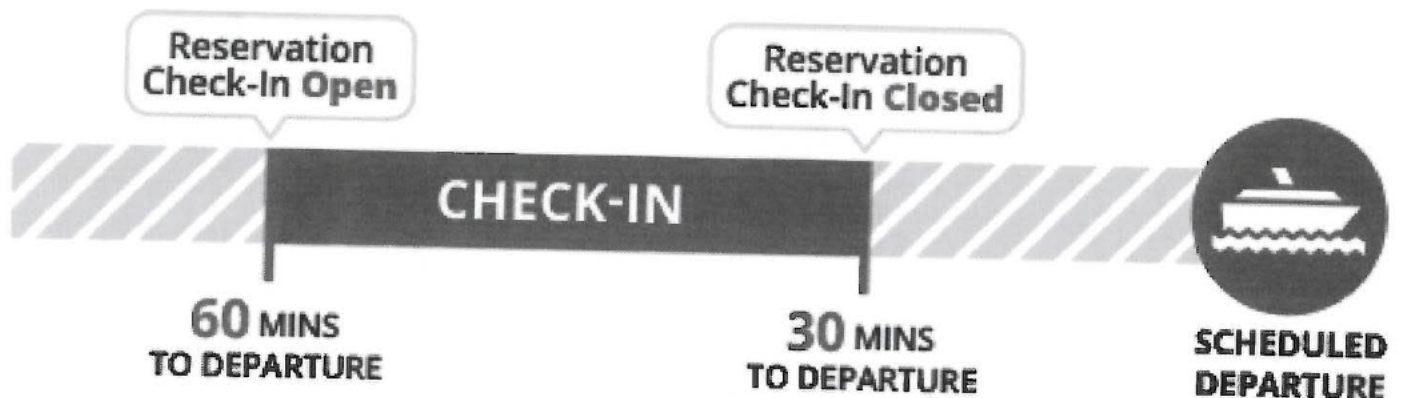 Reservation
Check-In Open
Reservation
Check-In Closed
CHECK-IN
60 MINS
TO DEPARTURE
30 MINS
TO DEPARTURE
SCHEDULED
DEPARTURE